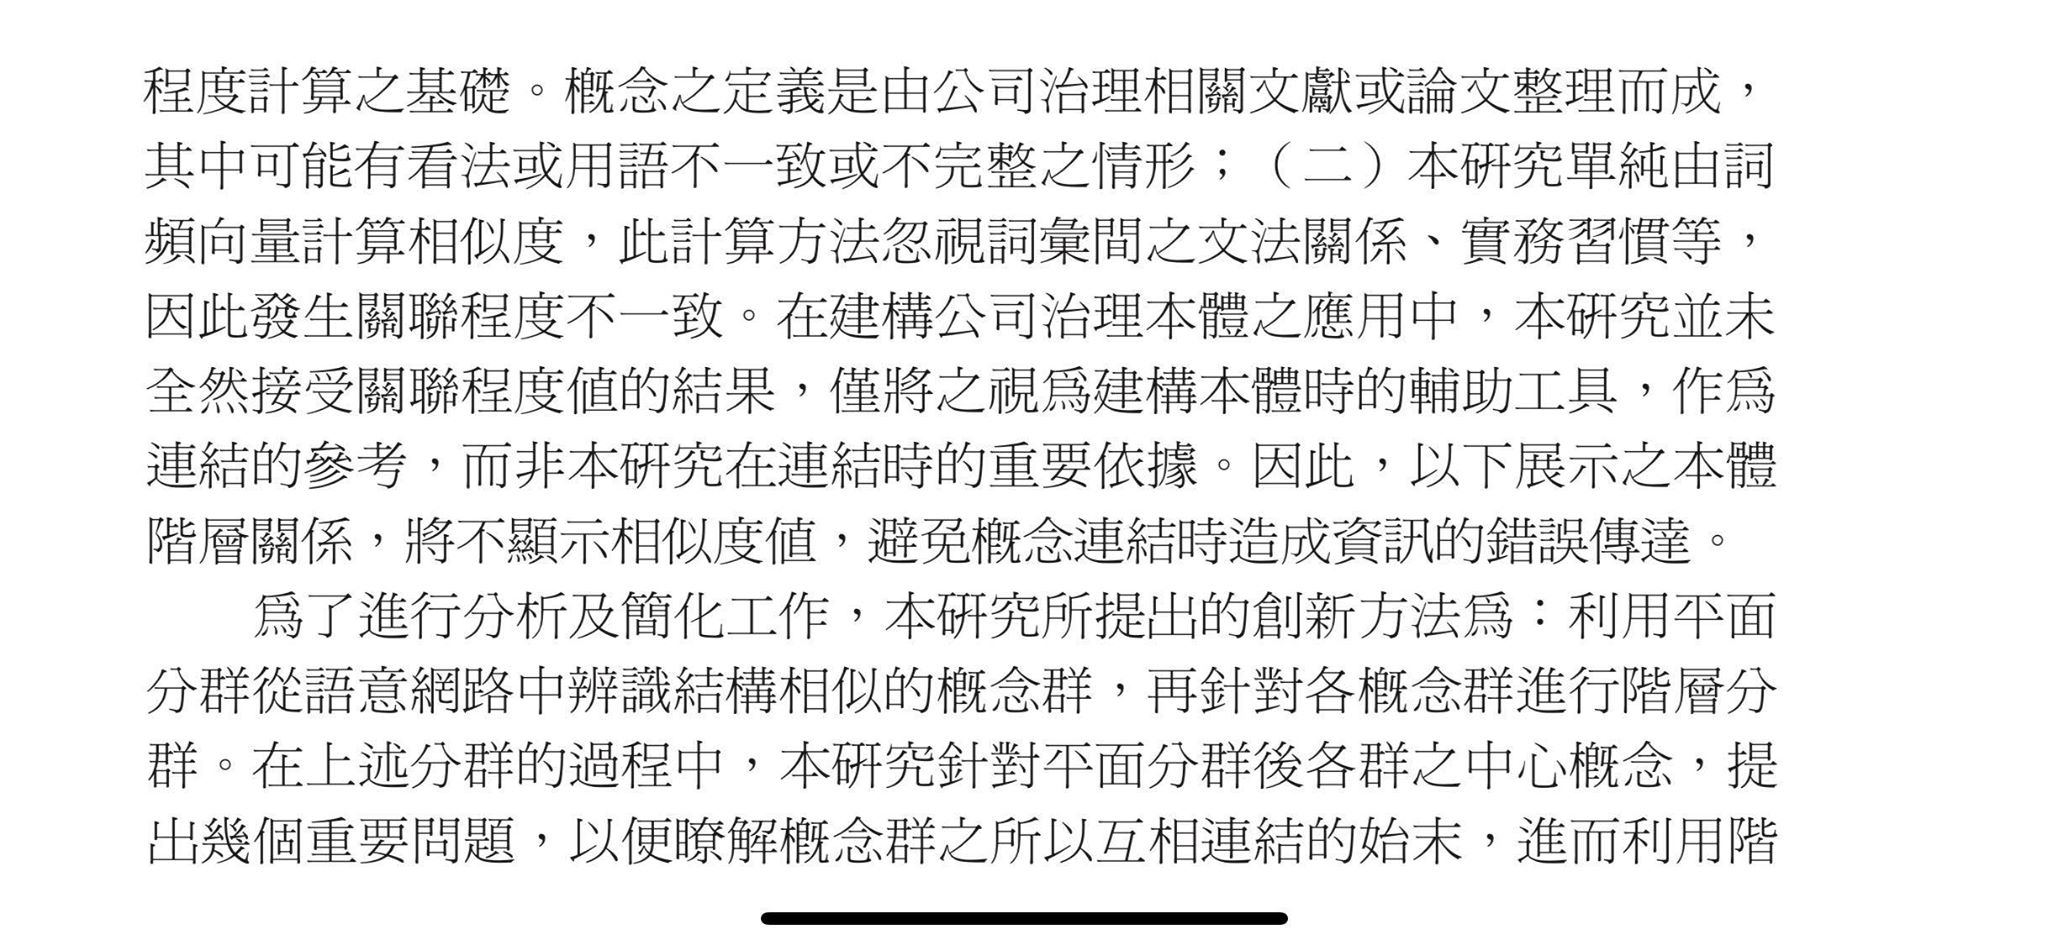 程度計算之基礎。概念之定義是由公司治理相關文獻或論文整理而成，
其中可能有看法或用語不一致或不完整之情形；（二）本研究單純由詞
頻向量計算相似度，此計算方法忽視詞彙間之文法關係、實務習慣等，
因此發生關聯程度不一致。在建構公司治理本體之應用中，本研究並未
全然接受關聯程度值的結果，僅將之視為建構本體時的輔助工具，作為
連結的參考，而非本研究在連結時的重要依據。因此，以下展示之本體
階層關係，將不顯示相似度值，避免概念連結時造成資訊的錯誤傳達。
為了進行分析及簡化工作，本研究所提出的創新方法為：利用平面
分群從語意網路中辨識結構相似的概念群，再針對各概念群進行階層分
群。在上述分群的過程中，本研究針對平面分群後各群之中心概念，提
出幾個重要問題，以便瞭解概念群之所以互相連結的始末，進而利用階